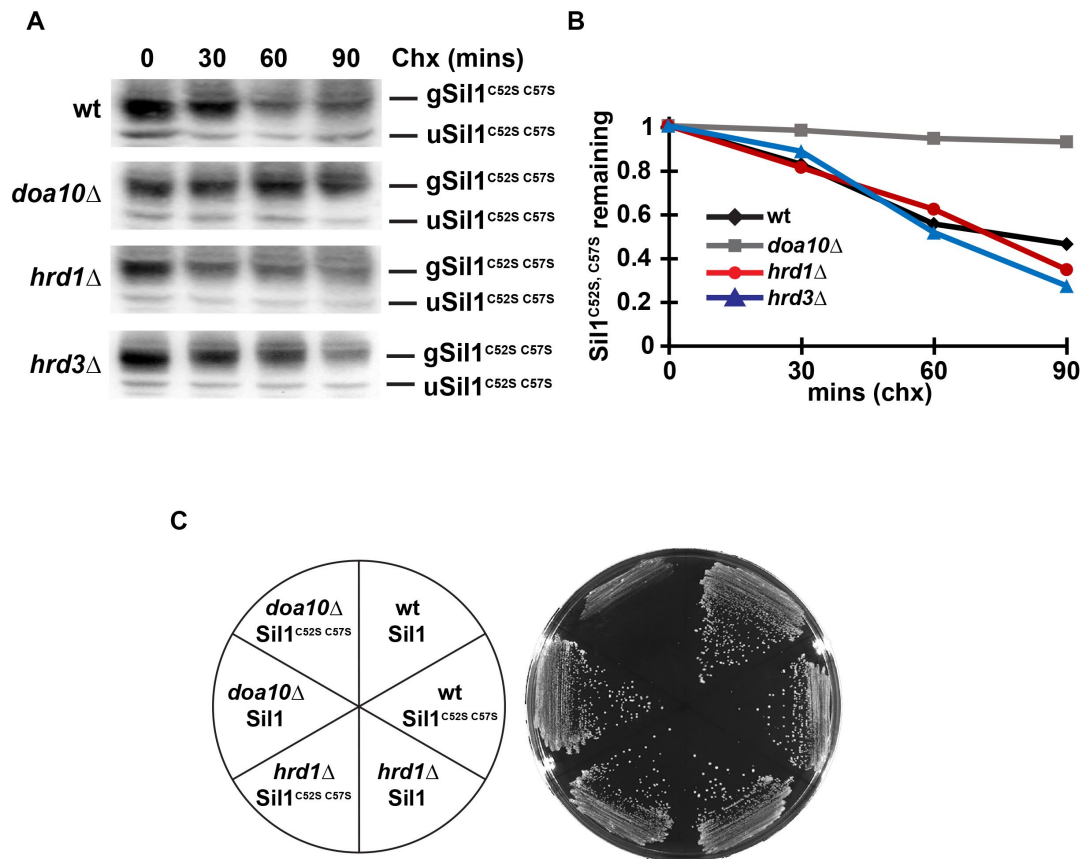 A
0 30 60 90 Chx (mins)
wt
gSil1C52S C57S
uSil1C52S C57S
doa10Δ
gSil1C52S C57S
uSil1C52S C57S
hrd1Δ
gSil1C52S C57S
uSil1C52S C57S
hrd3Δ
gSil1C52S C57S
uSil1C52S C57S
B
Sil1C52S, C57S remaining
1
0.8
0.6
0.4
0.2
0
wt
doa10Δ
hrd1Δ
hrd3Δ
0 30 60 90
mins (chx)
C
doa10Δ
Sil1C52S C57S
wt
Sil1
doa10Δ
Sil1
wt
Sil1C52S C57S
hrd1Δ
Sil1C52S C57S
hrd1Δ
Sil1